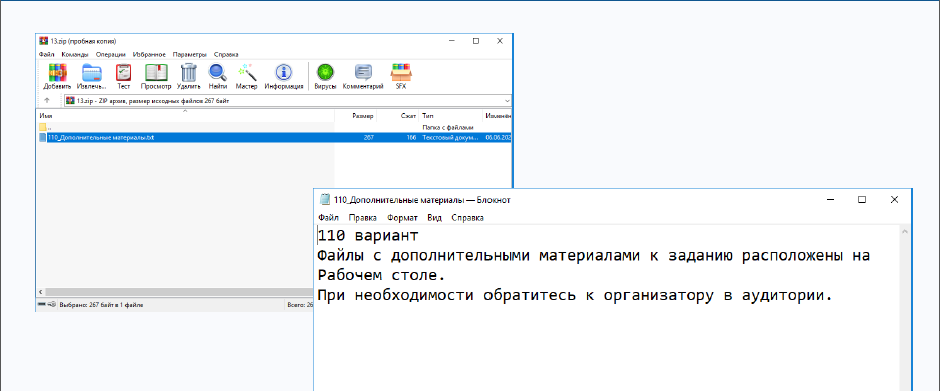 13.zip (пробная копия)
Файл Команды Операции Избранное Параметры Справка
Добавить Извлечь... Тест Просмотр Удалить Найти Мастер Информация Вирусы Комментарий SFX
13.zip - ZIP архив, размер исходных файлов 267 байт
Имя Размер Сжат Тип Изменён
.. Папка с файлами
110_Дополнительные материалы.txt 267 166 Текстовый докум... 06.06.202
Выбрано: 267 байт в 1 файле Всего: 26
110_Дополнительные материалы — Блокнот
Файл Правка Формат Вид Справка
110 вариант
Файлы с дополнительными материалами к заданию расположены на
Рабочем столе.
При необходимости обратитесь к организатору в аудитории.